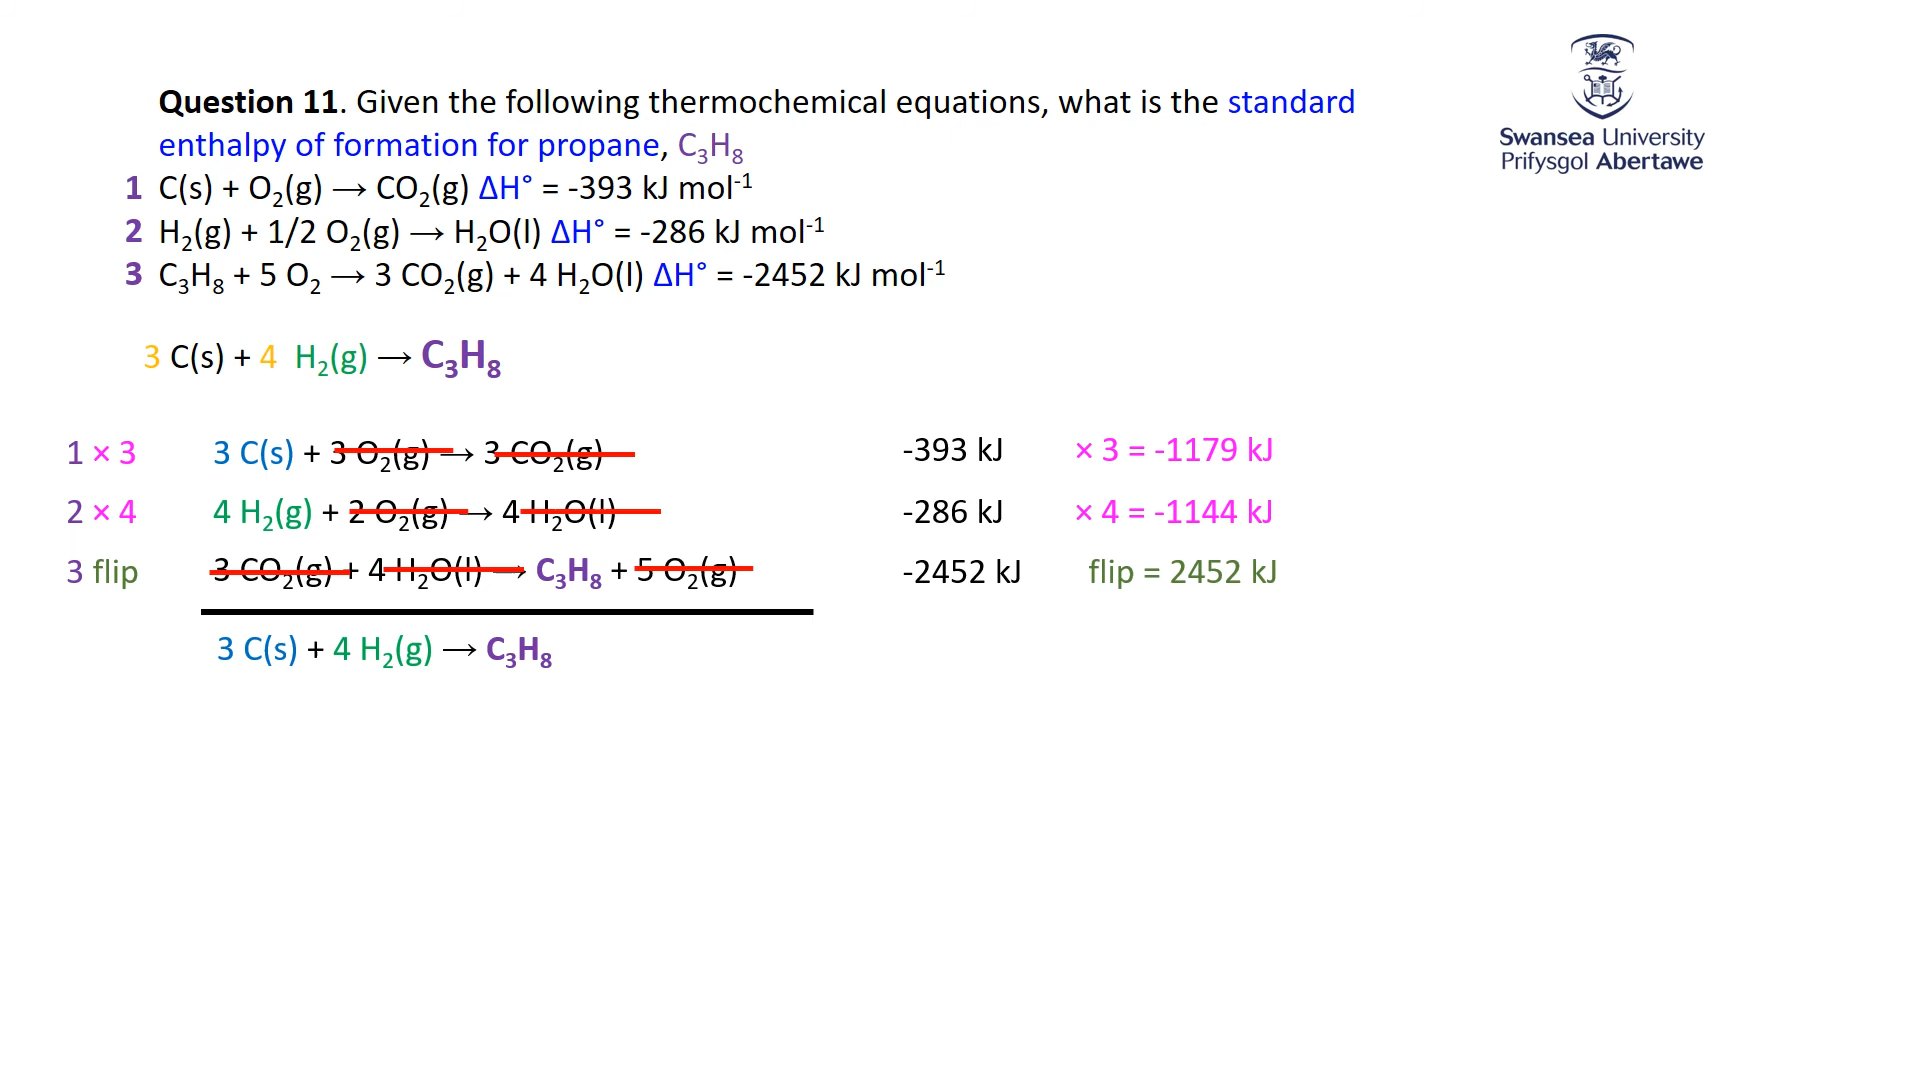 Question 11. Given the following thermochemical equations, what is the standard
enthalpy of formation for propane, C₃H₈
1 C(s) + O₂(g) → CO₂(g) ΔH° = -393 kJ mol⁻¹
2 H₂(g) + 1/2 O₂(g) → H₂O(l) ΔH° = -286 kJ mol⁻¹
3 C₃H₈ + 5 O₂ → 3 CO₂(g) + 4 H₂O(l) ΔH° = -2452 kJ mol⁻¹
Swansea University
Prifysgol Abertawe
3 C(s) + 4 H₂(g) → C₃H₈
1 × 3 3 C(s) + 3 O₂(g) → 3 CO₂(g) -393 kJ × 3 = -1179 kJ
2 × 4 4 H₂(g) + 2 O₂(g) → 4 H₂O(l) -286 kJ × 4 = -1144 kJ
3 flip 3 CO₂(g) + 4 H₂O(l) → C₃H₈ + 5 O₂(g) -2452 kJ flip = 2452 kJ
3 C(s) + 4 H₂(g) → C₃H₈